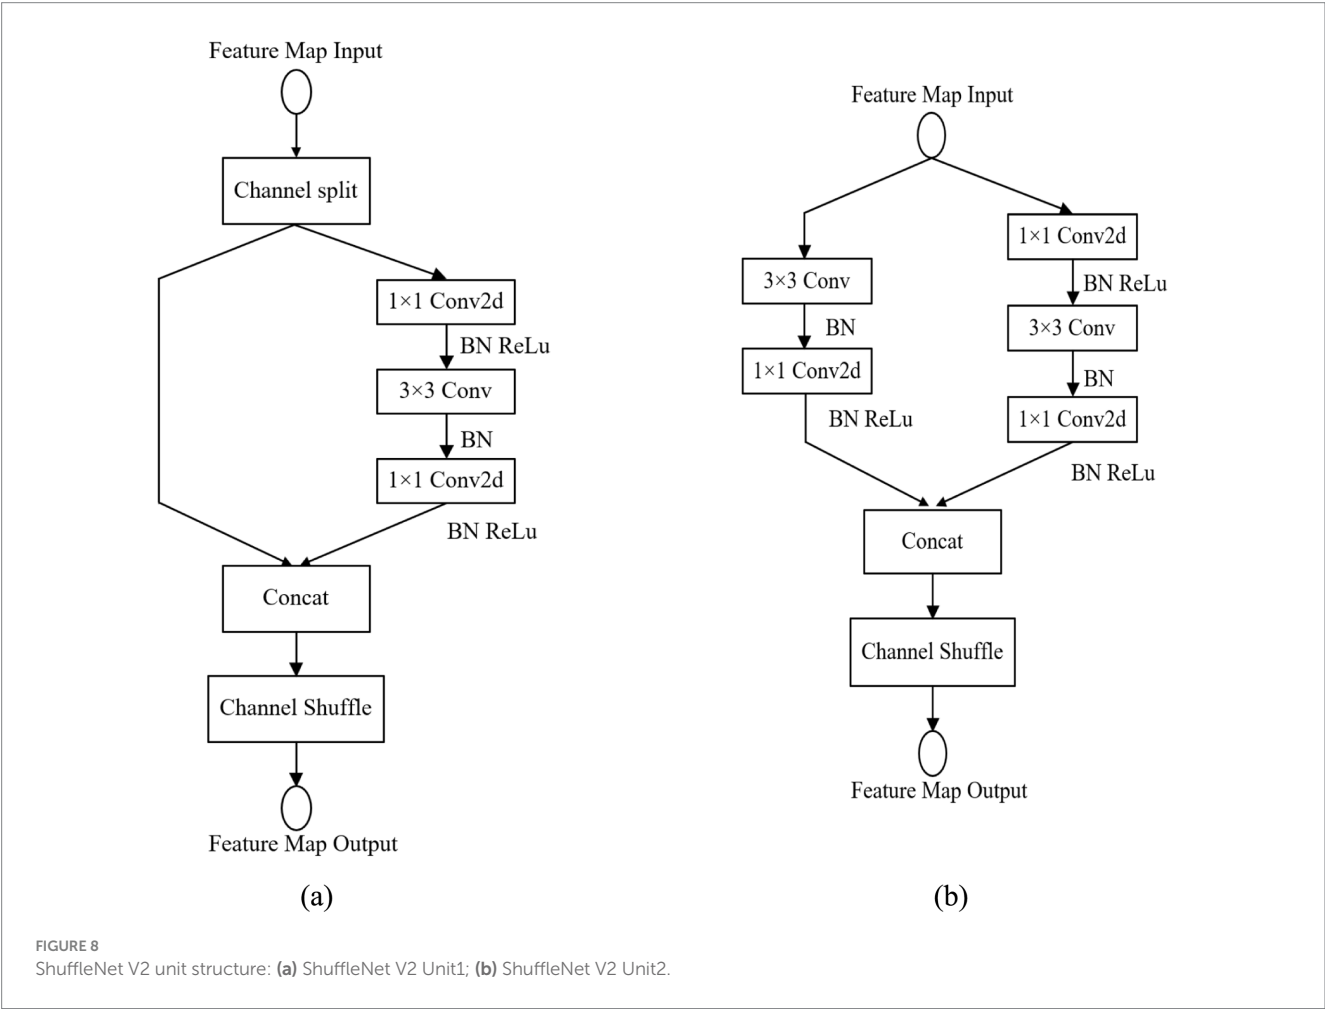 Feature Map Input
Channel split
1×1 Conv2d
BN ReLu
3×3 Conv
BN
1×1 Conv2d
BN ReLu
Concat
Channel Shuffle
Feature Map Output
(a)
Feature Map Input
3×3 Conv
BN
1×1 Conv2d
BN ReLu
1×1 Conv2d
BN ReLu
3×3 Conv
BN
1×1 Conv2d
BN ReLu
Concat
Channel Shuffle
Feature Map Output
(b)
FIGURE 8
ShuffleNet V2 unit structure: (a) ShuffleNet V2 Unit1; (b) ShuffleNet V2 Unit2.